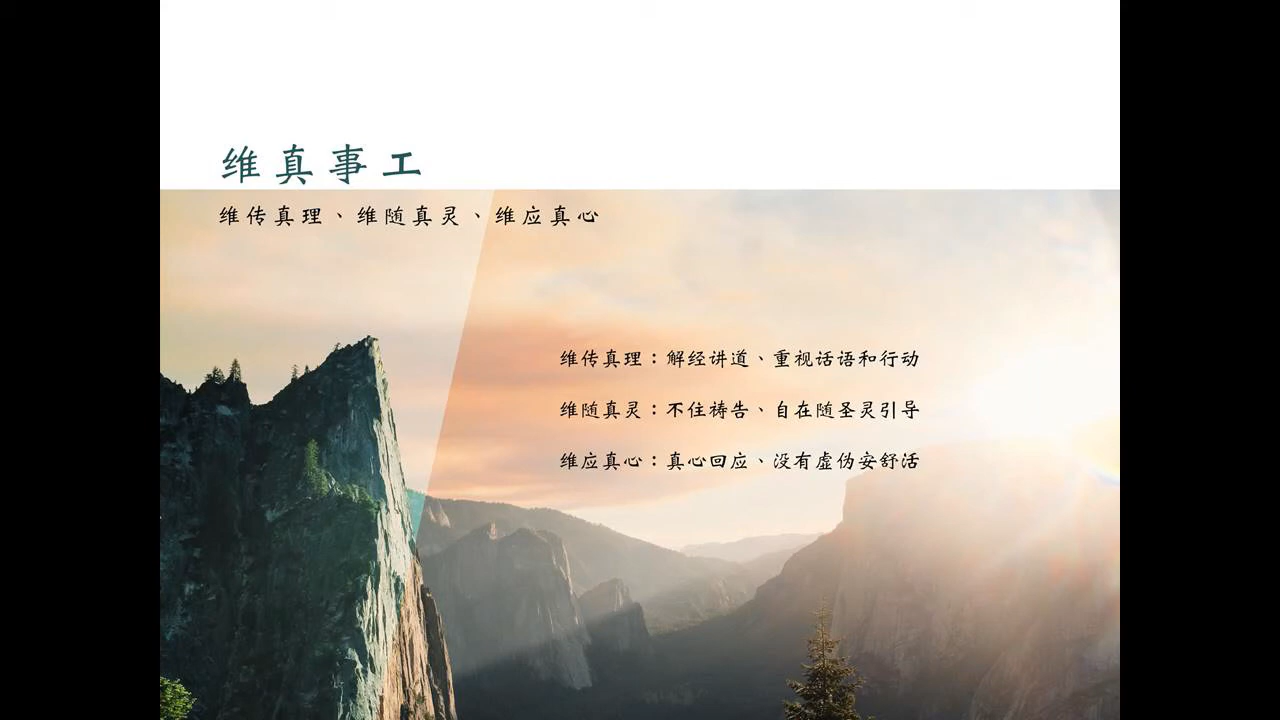 维真事工
维传真理、维随真灵、维应真心
维传真理：解经讲道、重视话语和行动
维随真灵：不住祷告、自在随圣灵引导
维应真心：真心回应、没有虚伪安舒活